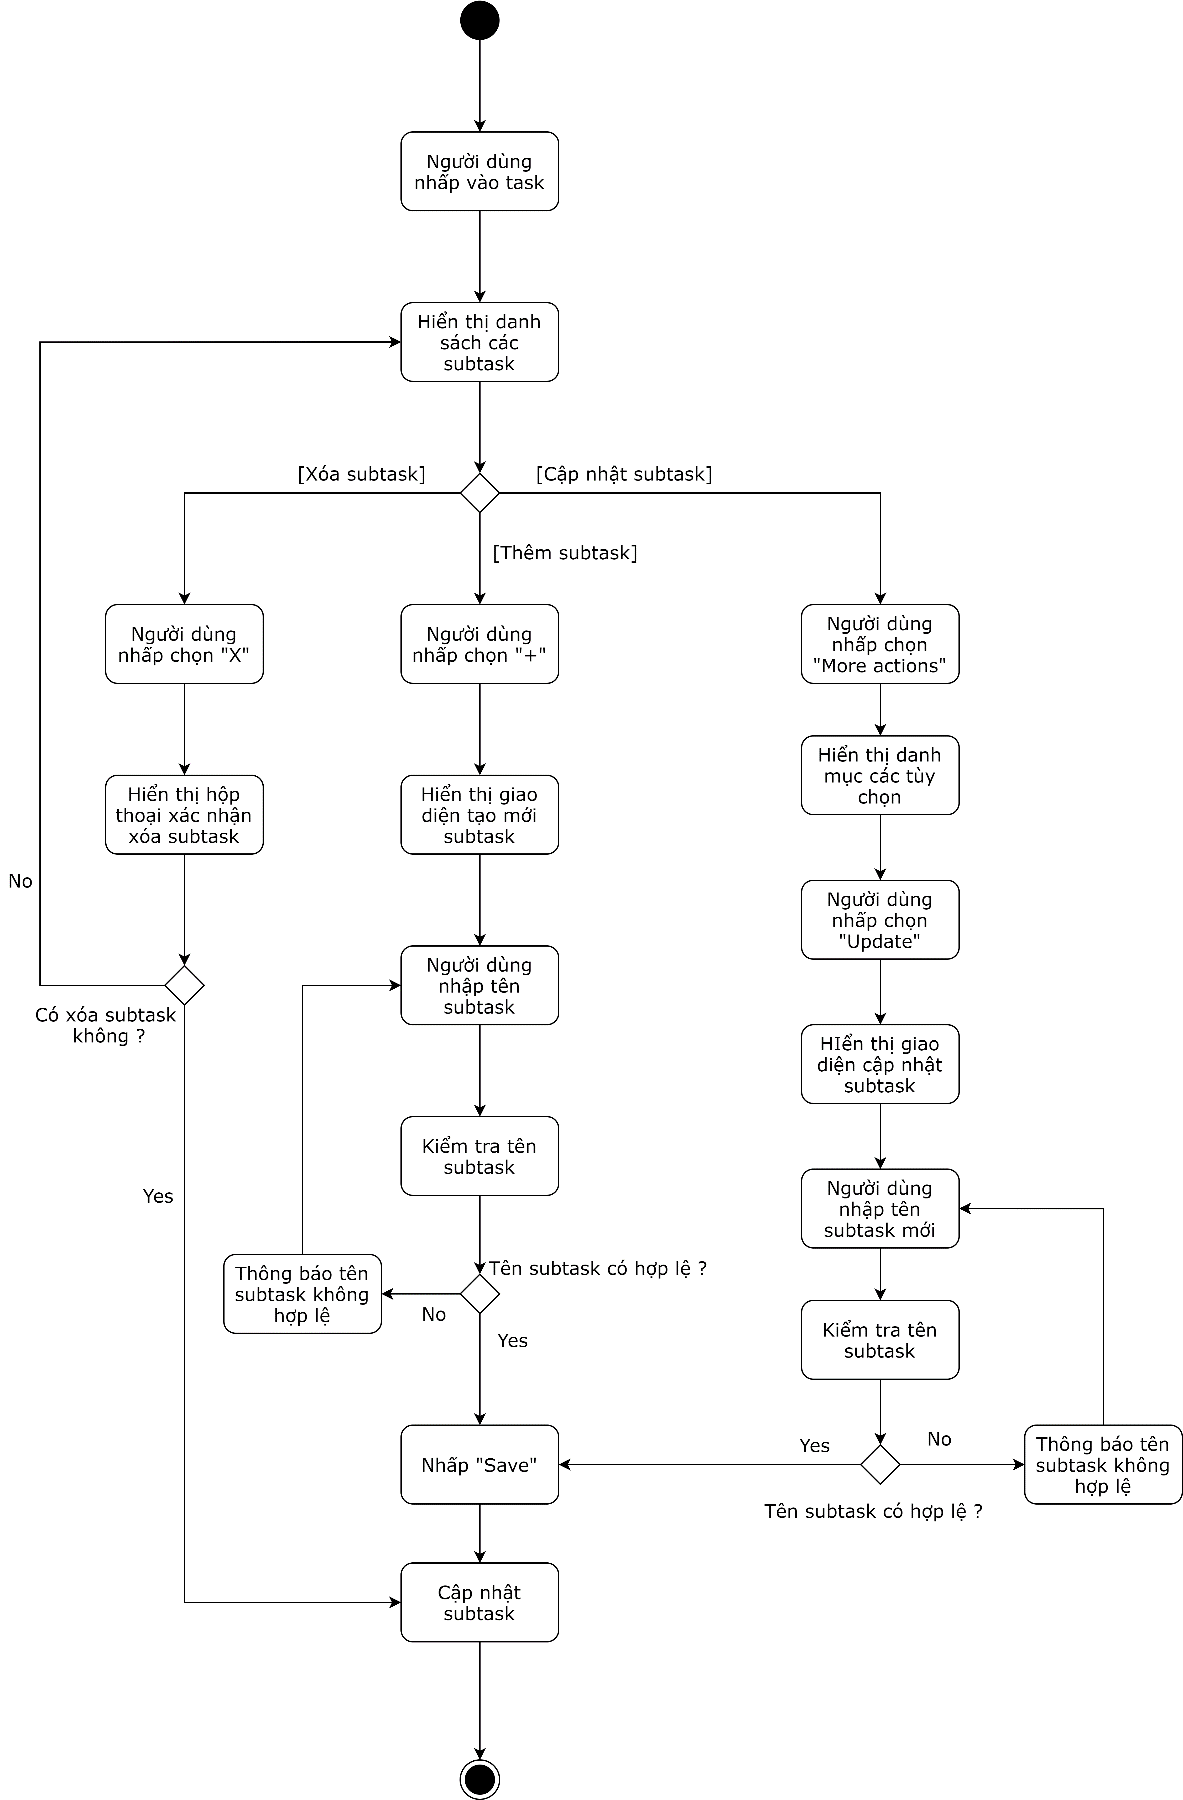 Người dùng
nhấp vào task
Hiển thị danh
sách các
subtask
[Xóa subtask]
[Cập nhật subtask]
[Thêm subtask]
Người dùng
nhấp chọn "X"
Người dùng
nhấp chọn "+"
Người dùng
nhấp chọn
"More actions"
Hiển thị danh
mục các tùy
chọn
Hiển thị hộp
thoại xác nhận
xóa subtask
Hiển thị giao
diện tạo mới
subtask
No
Người dùng
nhấp chọn
"Update"
Người dùng
nhập tên
subtask
Có xóa subtask
không ?
HIển thị giao
diện cập nhật
subtask
Kiểm tra tên
subtask
Yes
Người dùng
nhập tên
subtask mới
Tên subtask có hợp lệ ?
Thông báo tên
subtask không
hợp lệ
No
Yes
Kiểm tra tên
subtask
Nhấp "Save"
Yes
No
Thông báo tên
subtask không
hợp lệ
Tên subtask có hợp lệ ?
Cập nhật
subtask